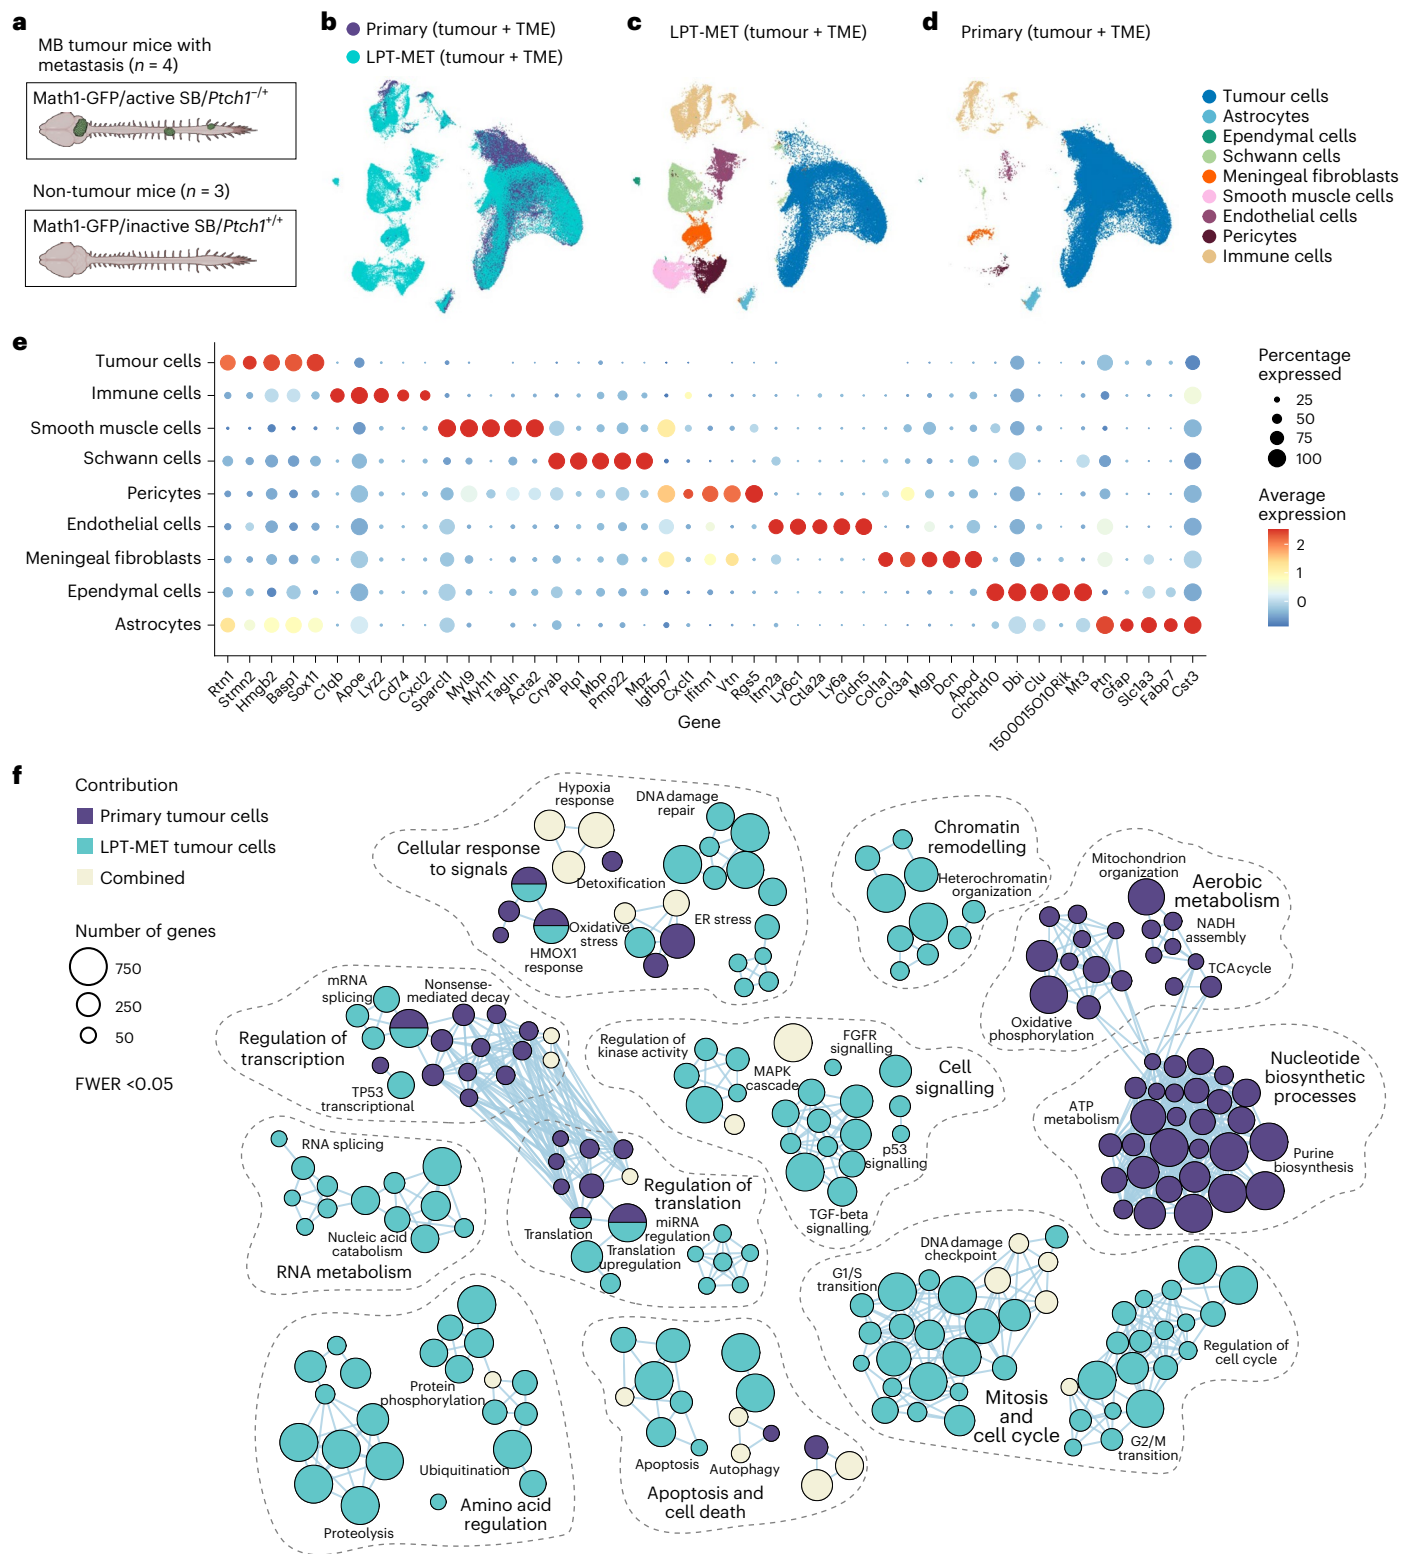 a
MB tumour mice with
metastasis (n = 4)
Math1-GFP/active SB/Ptch1−/+
Non-tumour mice (n = 3)
Math1-GFP/inactive SB/Ptch1+/+
b
Primary (tumour + TME)
LPT-MET (tumour + TME)
c
LPT-MET (tumour + TME)
d
Primary (tumour + TME)
Tumour cells
Astrocytes
Ependymal cells
Schwann cells
Meningeal fibroblasts
Smooth muscle cells
Endothelial cells
Pericytes
Immune cells
e
Tumour cells
Immune cells
Smooth muscle cells
Schwann cells
Pericytes
Endothelial cells
Meningeal fibroblasts
Ependymal cells
Astrocytes
Rtn1
Stmn2
Hmgb2
Basp1
Sox11
C1qb
Apoe
Lyz2
Cd74
Cxcl2
Sparcl1
Myl9
Myh11
Tagln
Acta2
Cryab
Plp1
Mbp
Pmp22
Mpz
Igfbp7
Cxcl1
Ifitm1
Vtn
Rgs5
Itm2a
Ly6c1
Ctla2a
Ly6a
Cldn5
Col1a1
Col3a1
Mgp
Dcn
Apod
Chchd10
Dbi
Clu
1500015O10Rik
Mt3
Ptn
Gfap
Slc1a3
Fabp7
Cst3
Gene
Percentage
expressed
25
50
75
100
Average
expression
2
1
0
f
Contribution
Primary tumour cells
LPT-MET tumour cells
Combined
Number of genes
750
250
50
FWER <0.05
Hypoxia
response
DNA damage
repair
Cellular response
to signals
Detoxification
Oxidative
stress
ER stress
HMOX1
response
Chromatin
remodelling
Heterochromatin
organization
Mitochondrion
organization
Aerobic
metabolism
NADH
assembly
TCA cycle
Oxidative
phosphorylation
mRNA
splicing
Nonsense-
mediated decay
Regulation of
transcription
TP53
transcriptional
Regulation of
kinase activity
MAPK
cascade
FGFR
signalling
Cell
signalling
p53
signalling
TGF-beta
signalling
Nucleotide
biosynthetic
processes
ATP
metabolism
Purine
biosynthesis
RNA splicing
Nucleic acid
catabolism
RNA metabolism
Regulation of
translation
Translation
miRNA
regulation
Translation
upregulation
DNA damage
checkpoint
G1/S
transition
Regulation of
cell cycle
Mitosis
and
cell cycle
G2/M
transition
Protein
phosphorylation
Ubiquitination
Amino acid
regulation
Proteolysis
Apoptosis
Autophagy
Apoptosis and
cell death